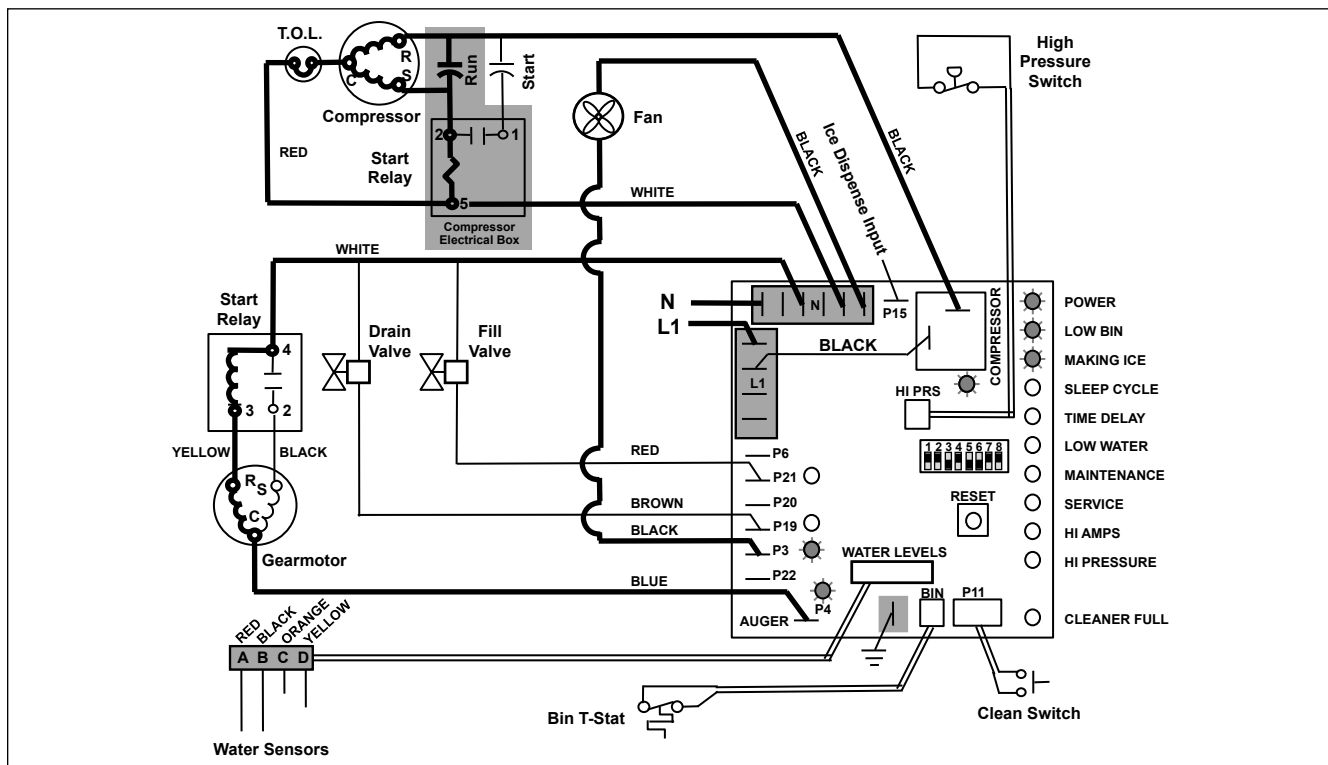 T.O.L.
R
C
S
Run
Start
Compressor
2
1
RED
Start
Relay
5
Compressor
Electrical Box
Fan
WHITE
BLACK
Ice Dispense Input
BLACK
High
Pressure
Switch
WHITE
Start
Relay
4
3
2
Drain
Valve
Fill
Valve
N
L1
N
P15
BLACK
L1
COMPRESSOR
HI PRS
POWER
LOW BIN
MAKING ICE
SLEEP CYCLE
TIME DELAY
LOW WATER
MAINTENANCE
SERVICE
HI AMPS
HI PRESSURE
CLEANER FULL
1 2 3 4 5 6 7 8
RESET
YELLOW
BLACK
R
S
C
Gearmotor
RED
BROWN
BLACK
BLUE
P6
P21
P20
P19
P3
P22
P4
AUGER
WATER LEVELS
BIN
P11
RED
BLACK
ORANGE
YELLOW
A B C D
Water Sensors
Bin T-Stat
Clean Switch